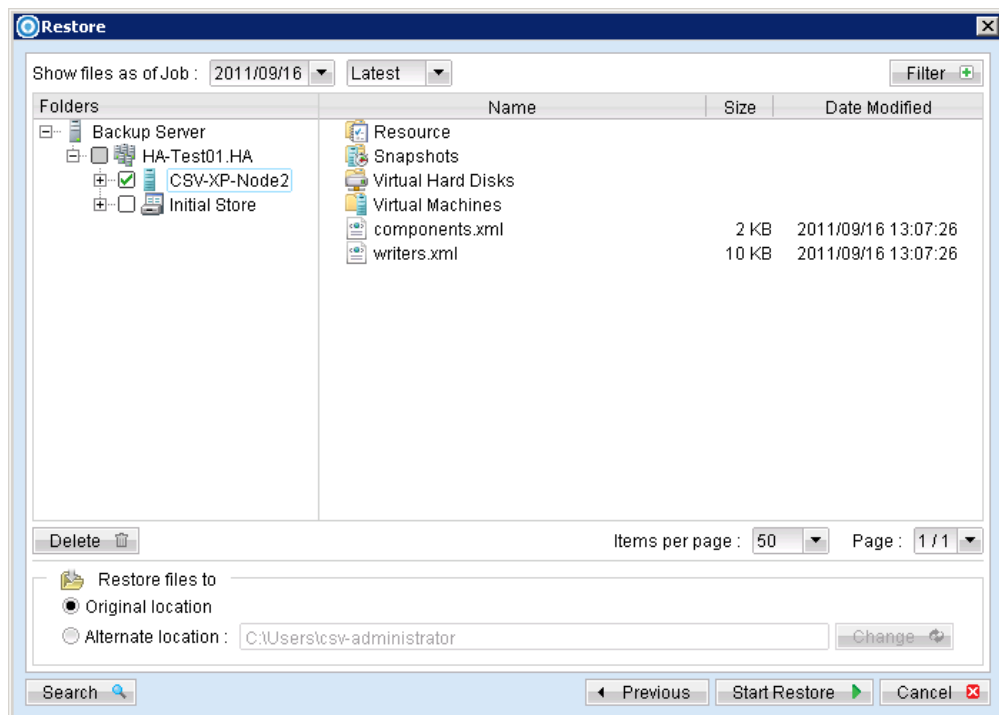 Restore
Show files as of Job : 2011/09/16 Latest Filter
Folders Name Size Date Modified
Backup Server Resource
HA-Test01.HA Snapshots
CSV-XP-Node2 Virtual Hard Disks
Initial Store Virtual Machines
components.xml 2 KB 2011/09/16 13:07:26
writers.xml 10 KB 2011/09/16 13:07:26
Delete Items per page : 50 Page : 1 / 1
Restore files to
Original location
Alternate location : C:\Users\csv-administrator Change
Search Previous Start Restore Cancel